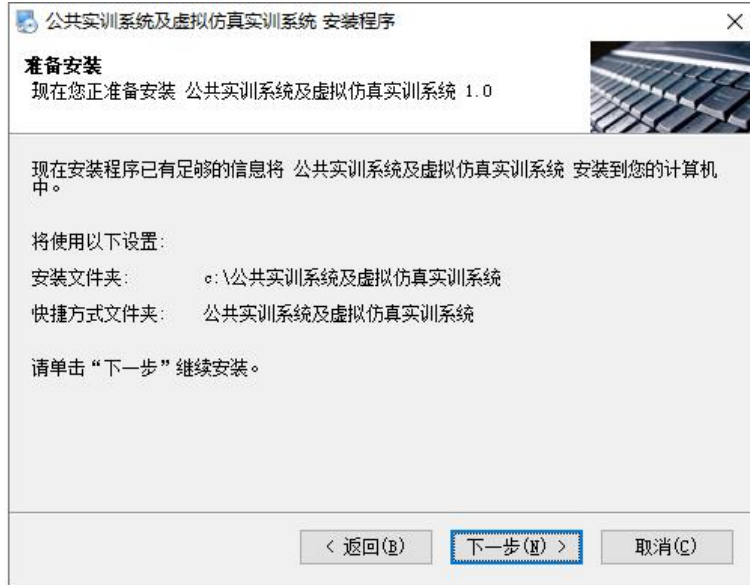 公共实训系统及虚拟仿真实训系统 安装程序
准备安装
现在您正准备安装 公共实训系统及虚拟仿真实训系统 1.0
现在安装程序已有足够的信息将 公共实训系统及虚拟仿真实训系统 安装到您的计算机
中。
将使用以下设置:
安装文件夹: c:\公共实训系统及虚拟仿真实训系统
快捷方式文件夹: 公共实训系统及虚拟仿真实训系统
请单击“下一步”继续安装。
< 返回(B) 下一步(N) > 取消(C)